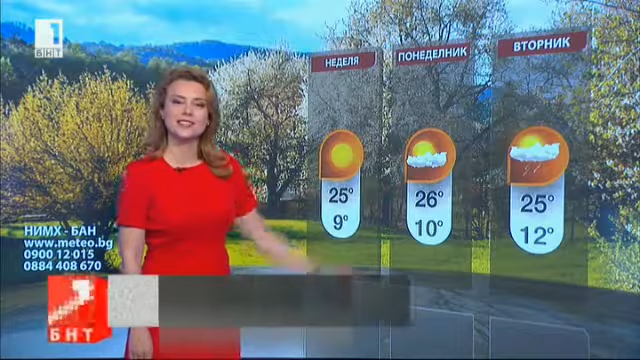 1
БНТ
НЕДЕЛЯ
ПОНЕДЕЛНИК
ВТОРНИК
25°
9°
26°
10°
25°
12°
НИМХ - БАН
www.meteo.bg
0900 12 015
0884 408 670
БНТ